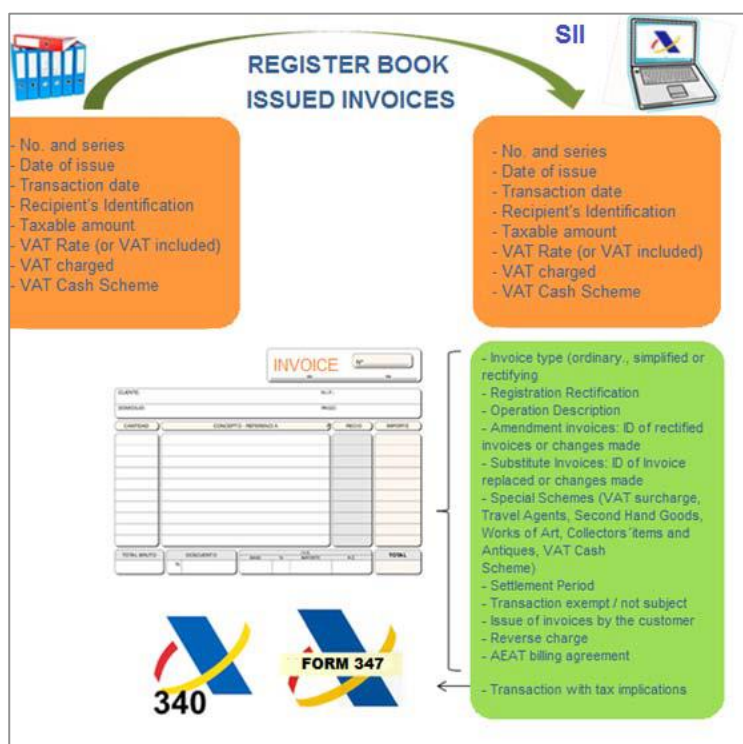 SII
REGISTER BOOK
ISSUED INVOICES
- No. and series
- Date of issue
- Transaction date
- Recipient's Identification
- Taxable amount
- VAT Rate (or VAT included)
- VAT charged
- VAT Cash Scheme
- No. and series
- Date of issue
- Transaction date
- Recipient's Identification
- Taxable amount
- VAT Rate (or VAT included)
- VAT charged
- VAT Cash Scheme
INVOICE
Nº
CLIENTE:
N.I.F.:
DOMICILIO:
CANTIDAD
CONCEPTO - REFERENCIA
IMPORTE
TOTAL BRUTO
DESCUENTO
%
TOTAL
- Invoice type (ordinary., simplified or
rectifying
- Registration Rectification
- Operation Description
- Amendment invoices: ID of rectified
invoices or changes made
- Substitute Invoices: ID of Invoice
replaced or changes made
- Special Schemes (VAT surcharge,
Travel Agents, Second Hand Goods,
Works of Art, Collectors´items and
Antiques, VAT Cash
Scheme)
- Settlement Period
- Transaction exempt / not subject
- Issue of invoices by the customer
- Reverse charge
- AEAT billing agreement
- Transaction with tax implications
340
FORM 347